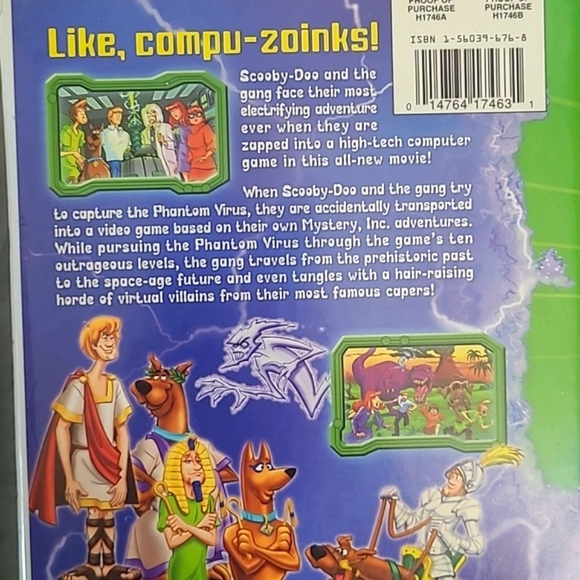 PROOF OF PURCHASE H1746A
PROOF OF PURCHASE H1746B
ISBN 1-56039-676-8
0 14764 17463 1
Like, compu-zoinks!
Scooby-Doo and the
gang face their most
electrifying adventure
ever when they are
zapped into a high-tech computer
game in this all-new movie!
When Scooby-Doo and the gang try
to capture the Phantom Virus, they are accidentally transported
into a video game based on their own Mystery, Inc. adventures.
While pursuing the Phantom Virus through the game's ten
outrageous levels, the gang travels from the prehistoric past
to the space-age future and even tangles with a hair-raising
horde of virtual villains from their most famous capers!